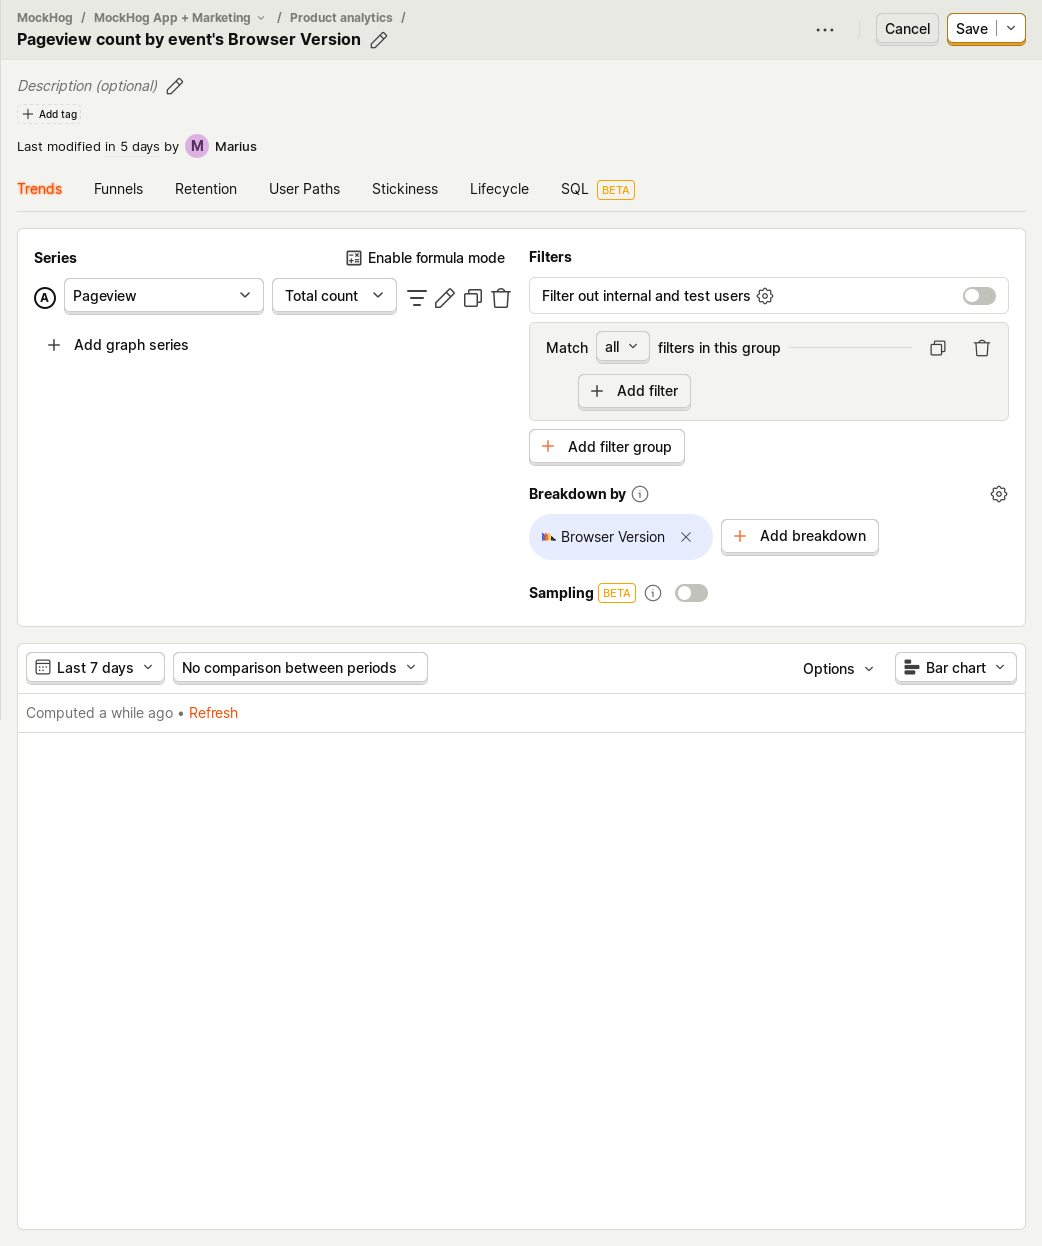 MockHog / MockHog App + Marketing / Product analytics /
Pageview count by event's Browser Version
Cancel
Save
Description (optional)
Add tag
Last modified in 5 days by M Marius
Trends Funnels Retention User Paths Stickiness Lifecycle SQL BETA
Series
Enable formula mode
A Pageview Total count
Add graph series
Filters
Filter out internal and test users
Match all filters in this group
Add filter
Add filter group
Breakdown by
Browser Version
Add breakdown
Sampling BETA
Last 7 days No comparison between periods Options Bar chart
Computed a while ago • Refresh